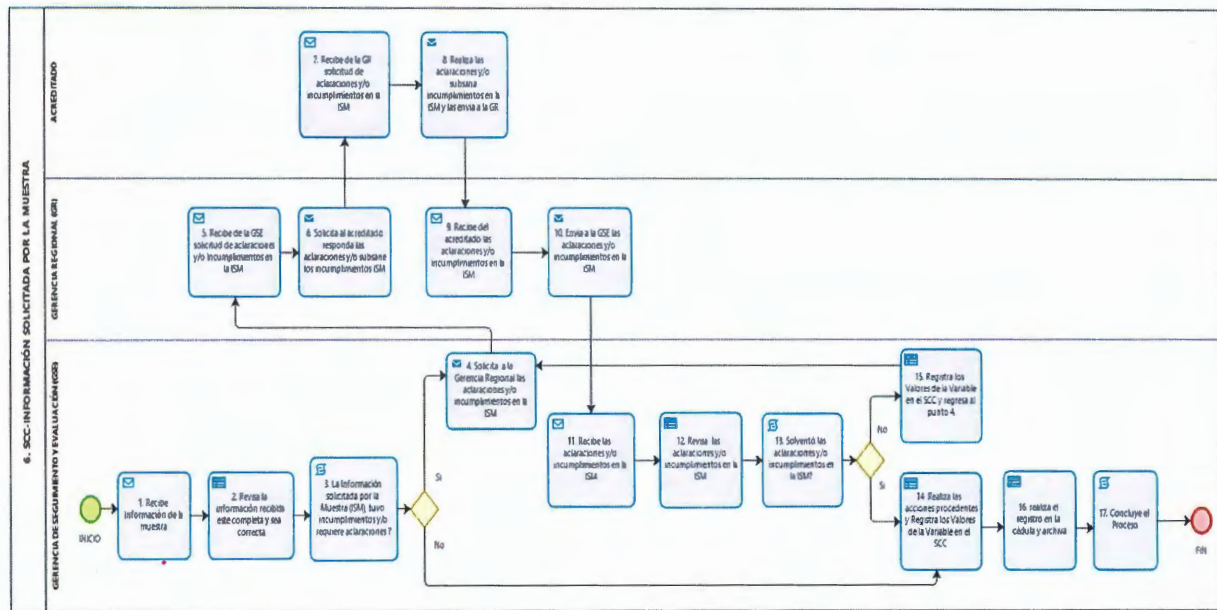 6. SCC-INFORMACIÓN SOLICITADA POR LA MUESTRA
ACREDITADO
7. Recibe de la GR
solicitud de
aclaraciones y/o
incumplimientos en la
ISM
8. Realiza las
aclaraciones y/o
subsana
incumplimientos en la
ISM y las envia a la GR
GERENCIA REGIONAL (GR)
5. Recibe de la GSE
solicitud de aclaraciones
y/o incumplimientos en
la ISM
6. Solicita al acreditado
responda las
aclaraciones y/o subsane
los incumplimientos ISM
9. Recibe del
acreditado las
aclaraciones y/o
incumplimientos en la
ISM
10. Envia a la GSE las
aclaraciones y/o
incumplimientos en la
ISM
GERENCIA DE SEGUIMIENTO Y EVALUACIÓN (GSE)
INICIO
1. Recibe
información de la
muestra
2. Revisa la
información recibida
este completa y sea
correcta
3. La Información
solicitada por la
Muestra (ISM), tuvo
incumplimientos y/o
requiere aclaraciones ?
Si
No
4. Solicita a la
Gerencia Regional las
aclaraciones y/o
incumplimientos en la
ISM
11. Recibe las
aclaraciones y/o
incumplimientos en la
ISM
12. Revisa las
aclaraciones y/o
incumplimientos en la
ISM
13. Solventó las
aclaraciones y/o
incumplimientos en
la ISM?
No
Si
15. Registra los
Valores de la Variable
en el SCC y regresa al
punto 4.
14. Realiza las
acciones procedentes
y Registra los Valores
de la Variable en el
SCC
16. realiza el
registro en la
cédula y archiva
17. Concluye el
Proceso
FIN